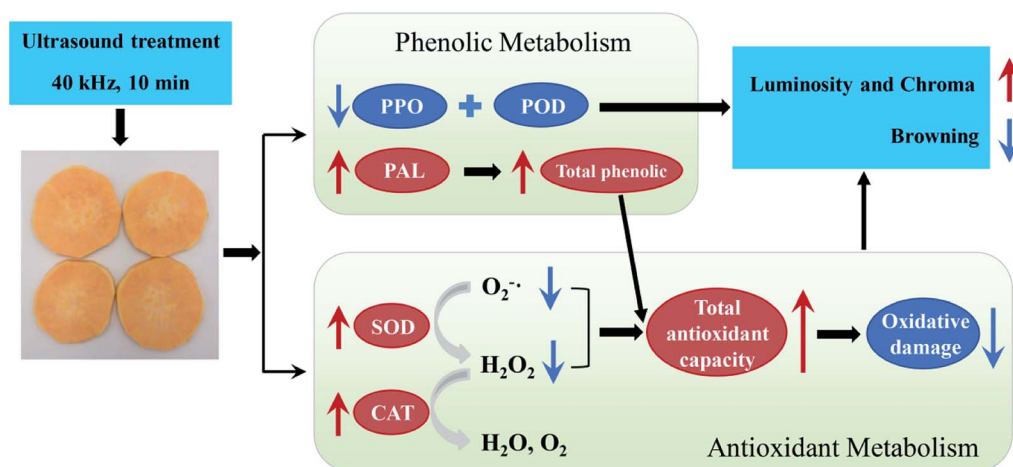 Ultrasound treatment
40 kHz, 10 min
Phenolic Metabolism
PPO + POD
PAL
Total phenolic
Luminosity and Chroma
Browning
SOD
O₂⁻·
H₂O₂
CAT
H₂O, O₂
Total
antioxidant
capacity
Oxidative
damage
Antioxidant Metabolism